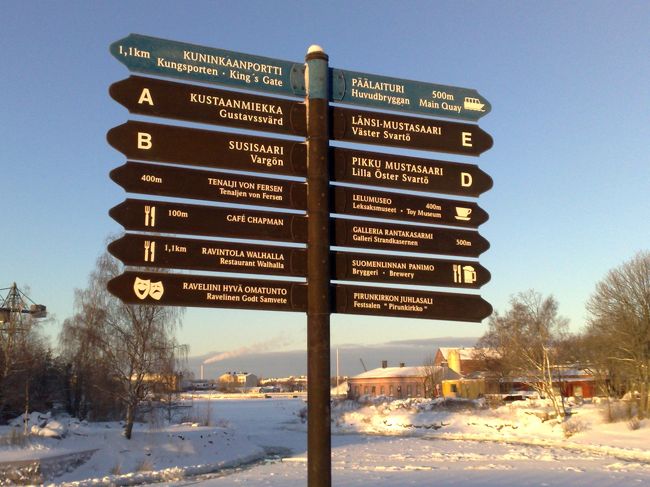 1,1km KUNINKAANPORTTI
Kungsporten - King´s Gate
A KUSTAANMIEKKA
Gustavssvärd
B SUSISAARI
Vargön
400m TENALJI VON FERSEN
Tenaljen von Fersen
100m CAFÉ CHAPMAN
1,1km RAVINTOLA WALHALLA
Restaurant Walhalla
RAVELIINI HYVÄ OMATUNTO
Ravelinen Godt Samvete
PÄÄLAITURI 500m
Huvudbryggan Main Quay
LÄNSI-MUSTASAARI E
Väster Svartö
PIKKU MUSTASAARI D
Lilla Öster Svartö
LELUMUSEO 400m
Leksaksmuseet - Toy Museum
GALLERIA RANTAKASARMI
Galleri Strandkasernen 500m
SUOMENLINNAN PANIMO
Bryggeri - Brewery
PIRUNKIRKON JUHLASALI
Festsalen "Pirunkirkko"